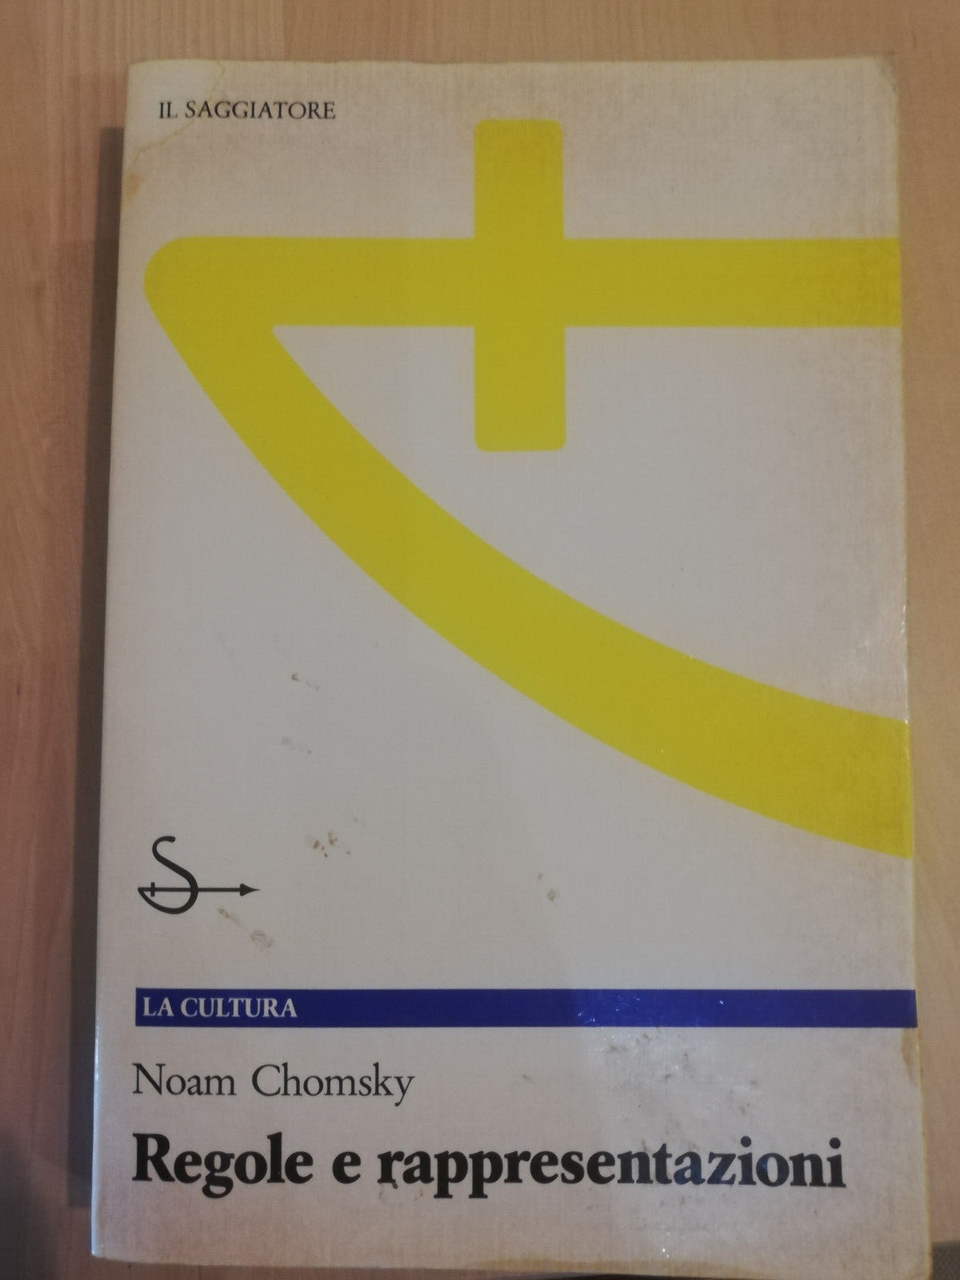 IL SAGGIATORE
LA CULTURA
Noam Chomsky
Regole e rappresentazioni